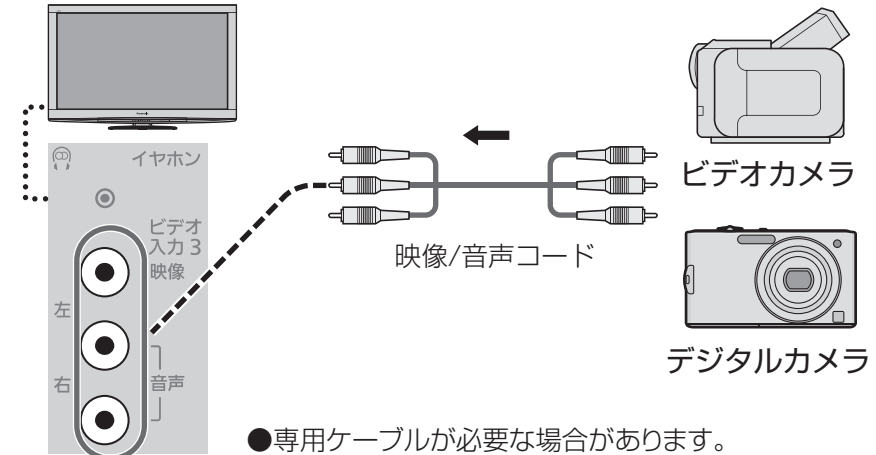 イヤホン
ビデオ
入力 3
映像
左
右
音声
映像/音声コード
ビデオカメラ
デジタルカメラ
●専用ケーブルが必要な場合があります。